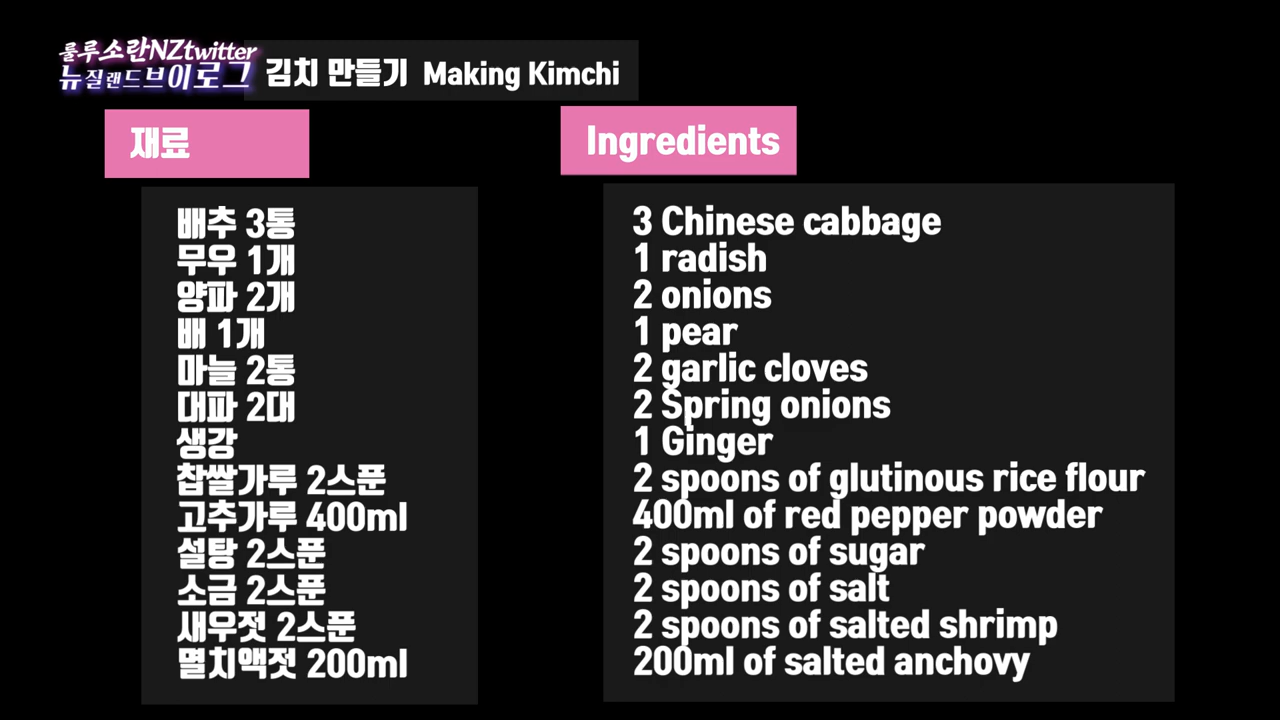 룰루소란NZtwitter
뉴질랜드브이로그
김치 만들기 Making Kimchi
재료
배추 3통
무우 1개
양파 2개
배 1개
마늘 2통
대파 2대
생강
찹쌀가루 2스푼
고추가루 400ml
설탕 2스푼
소금 2스푼
새우젓 2스푼
멸치액젓 200ml
Ingredients
3 Chinese cabbage
1 radish
2 onions
1 pear
2 garlic cloves
2 Spring onions
1 Ginger
2 spoons of glutinous rice flour
400ml of red pepper powder
2 spoons of sugar
2 spoons of salt
2 spoons of salted shrimp
200ml of salted anchovy